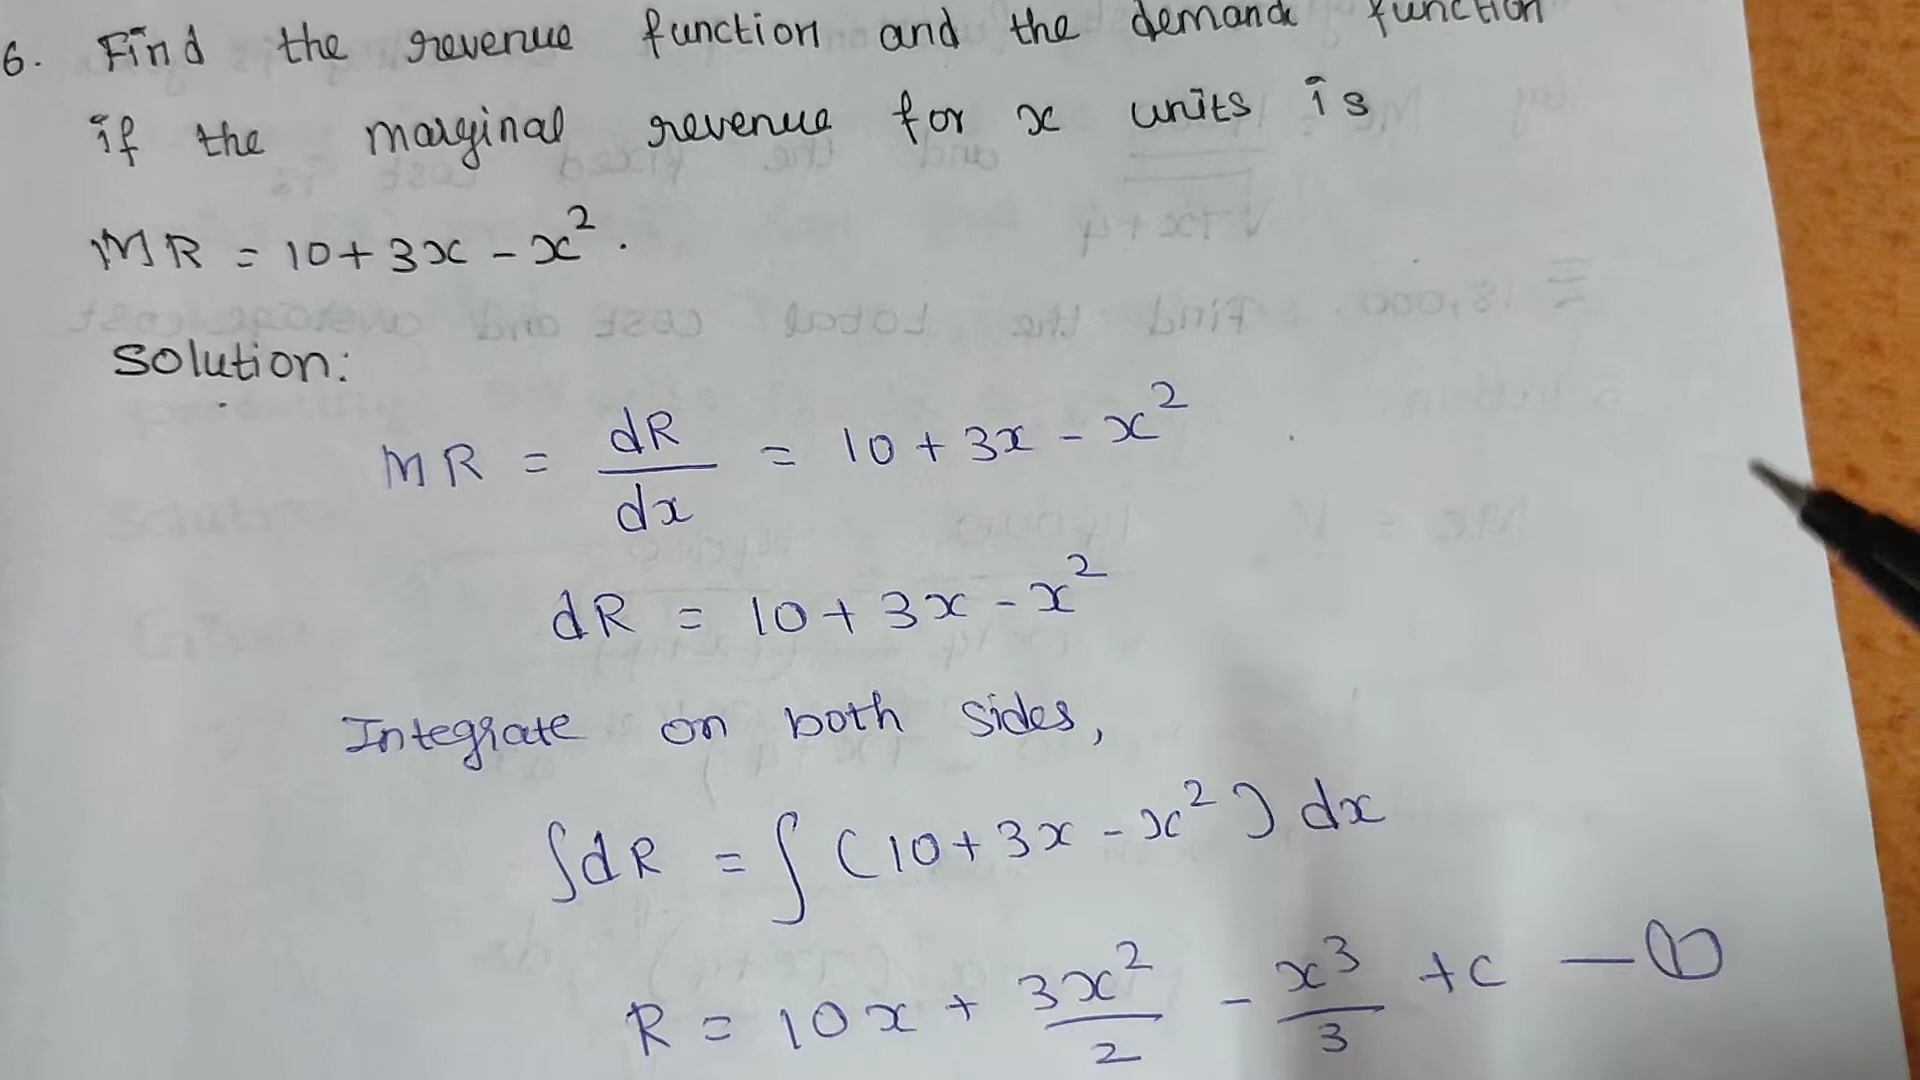 6. Find the revenue function and the demand function
if the marginal revenue for x units is
MR = 10 + 3x - x².
Solution:
MR = dR/dx = 10 + 3x - x²
dR = 10 + 3x - x²
Integrate on both sides,
∫dR = ∫(10 + 3x - x²) dx
R = 10x + 3x²/2 - x³/3 + c — ①